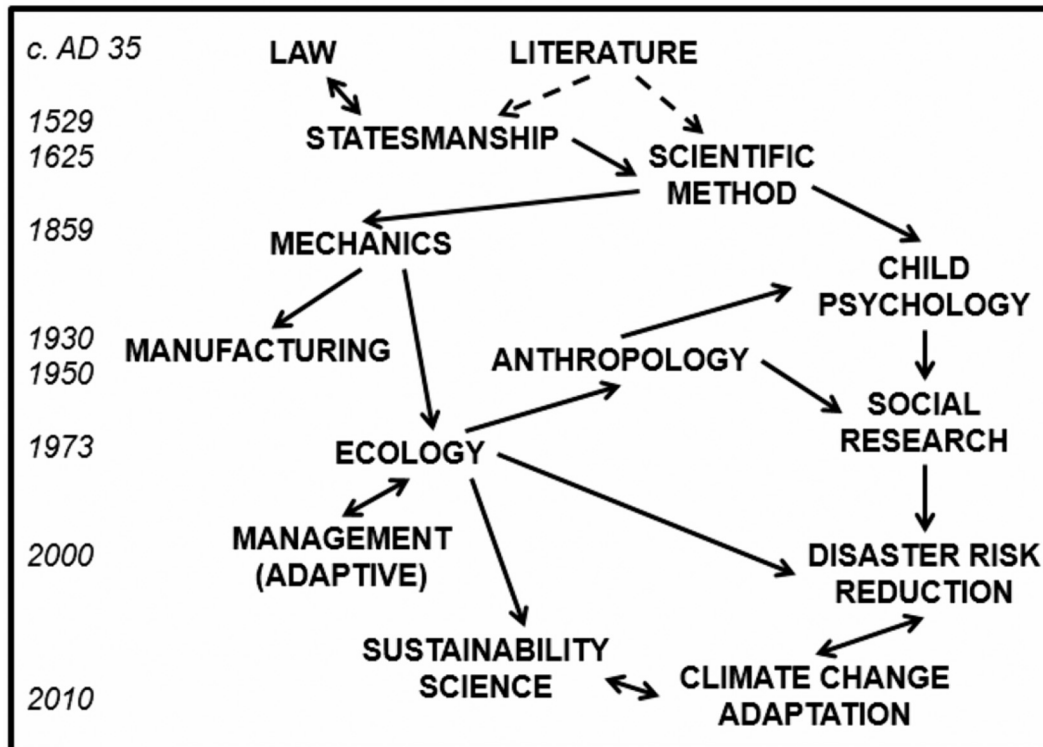 c. AD 35
LAW
LITERATURE
1529
STATESMANSHIP
1625
SCIENTIFIC
METHOD
1859
MECHANICS
CHILD
PSYCHOLOGY
1930
MANUFACTURING
ANTHROPOLOGY
1950
SOCIAL
RESEARCH
1973
ECOLOGY
MANAGEMENT
(ADAPTIVE)
2000
DISASTER RISK
REDUCTION
SUSTAINABILITY
SCIENCE
CLIMATE CHANGE
ADAPTATION
2010